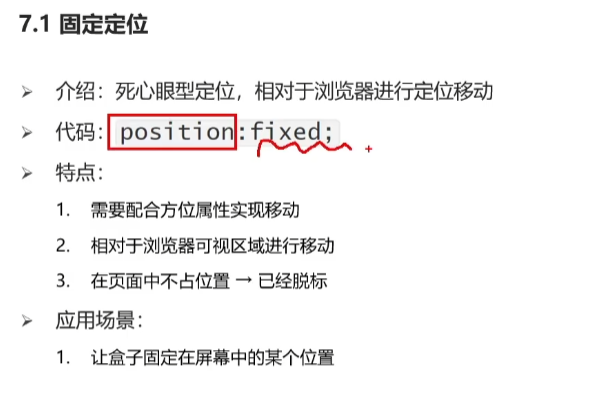 7.1 固定定位
➢ 介绍：死心眼型定位，相对于浏览器进行定位移动
➢ 代码：position:fixed;
➢ 特点：
1. 需要配合方位属性实现移动
2. 相对于浏览器可视区域进行移动
3. 在页面中不占位置 → 已经脱标
➢ 应用场景：
1. 让盒子固定在屏幕中的某个位置